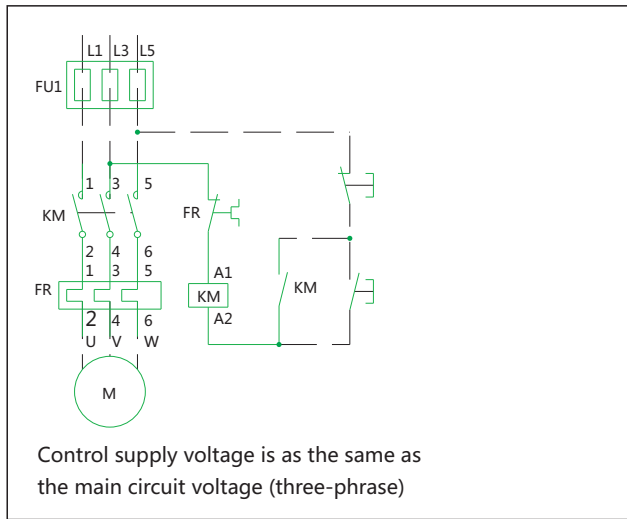 L1 L3 L5
FU1
1 3 5
KM FR
2 4 6
1 3 5 A1
FR KM KM
A2
2 4 6
U V W
M
Control supply voltage is as the same as
the main circuit voltage (three-phrase)